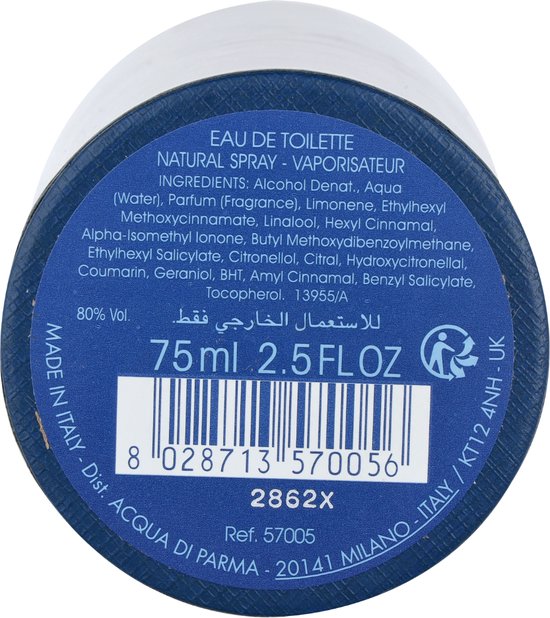 EAU DE TOILETTE
NATURAL SPRAY - VAPORISATEUR
INGREDIENTS: Alcohol Denat., Aqua
(Water), Parfum (Fragrance), Limonene, Ethylhexyl
Methoxycinnamate, Linalool, Hexyl Cinnamal,
Alpha-Isomethyl Ionone, Butyl Methoxydibenzoylmethane,
Ethylhexyl Salicylate, Citronellol, Citral, Hydroxycitronellal,
Coumarin, Geraniol, BHT, Amyl Cinnamal, Benzyl Salicylate,
Tocopherol. 13955/A
80% Vol.
للاستعمال الخارجي فقط
75ml 2.5FL OZ
8 028713 570056
2862X
Ref. 57005
MADE IN ITALY - Dist. ACQUA DI PARMA - 20141 MILANO - ITALY / KT12 4NH - UK